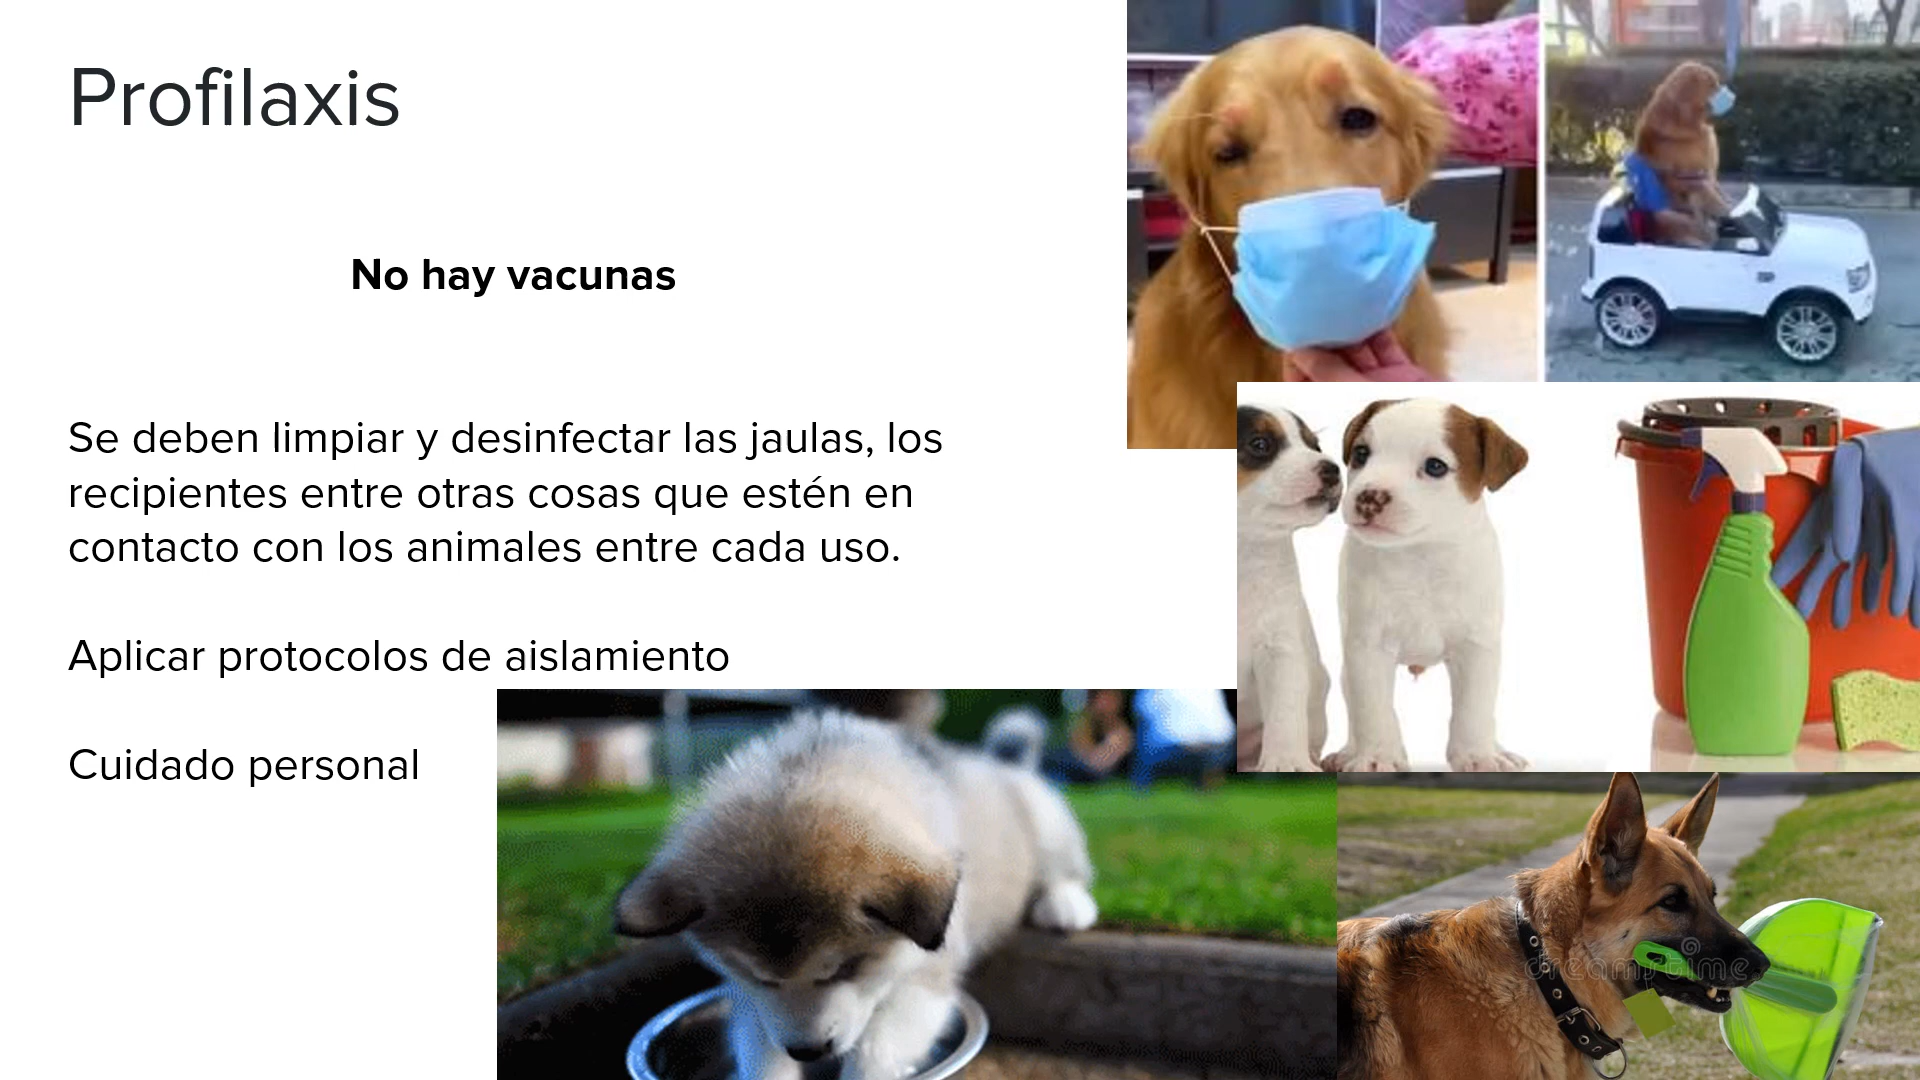 Profilaxis
No hay vacunas
Se deben limpiar y desinfectar las jaulas, los
recipientes entre otras cosas que estén en
contacto con los animales entre cada uso.
Aplicar protocolos de aislamiento
Cuidado personal
dreamstime